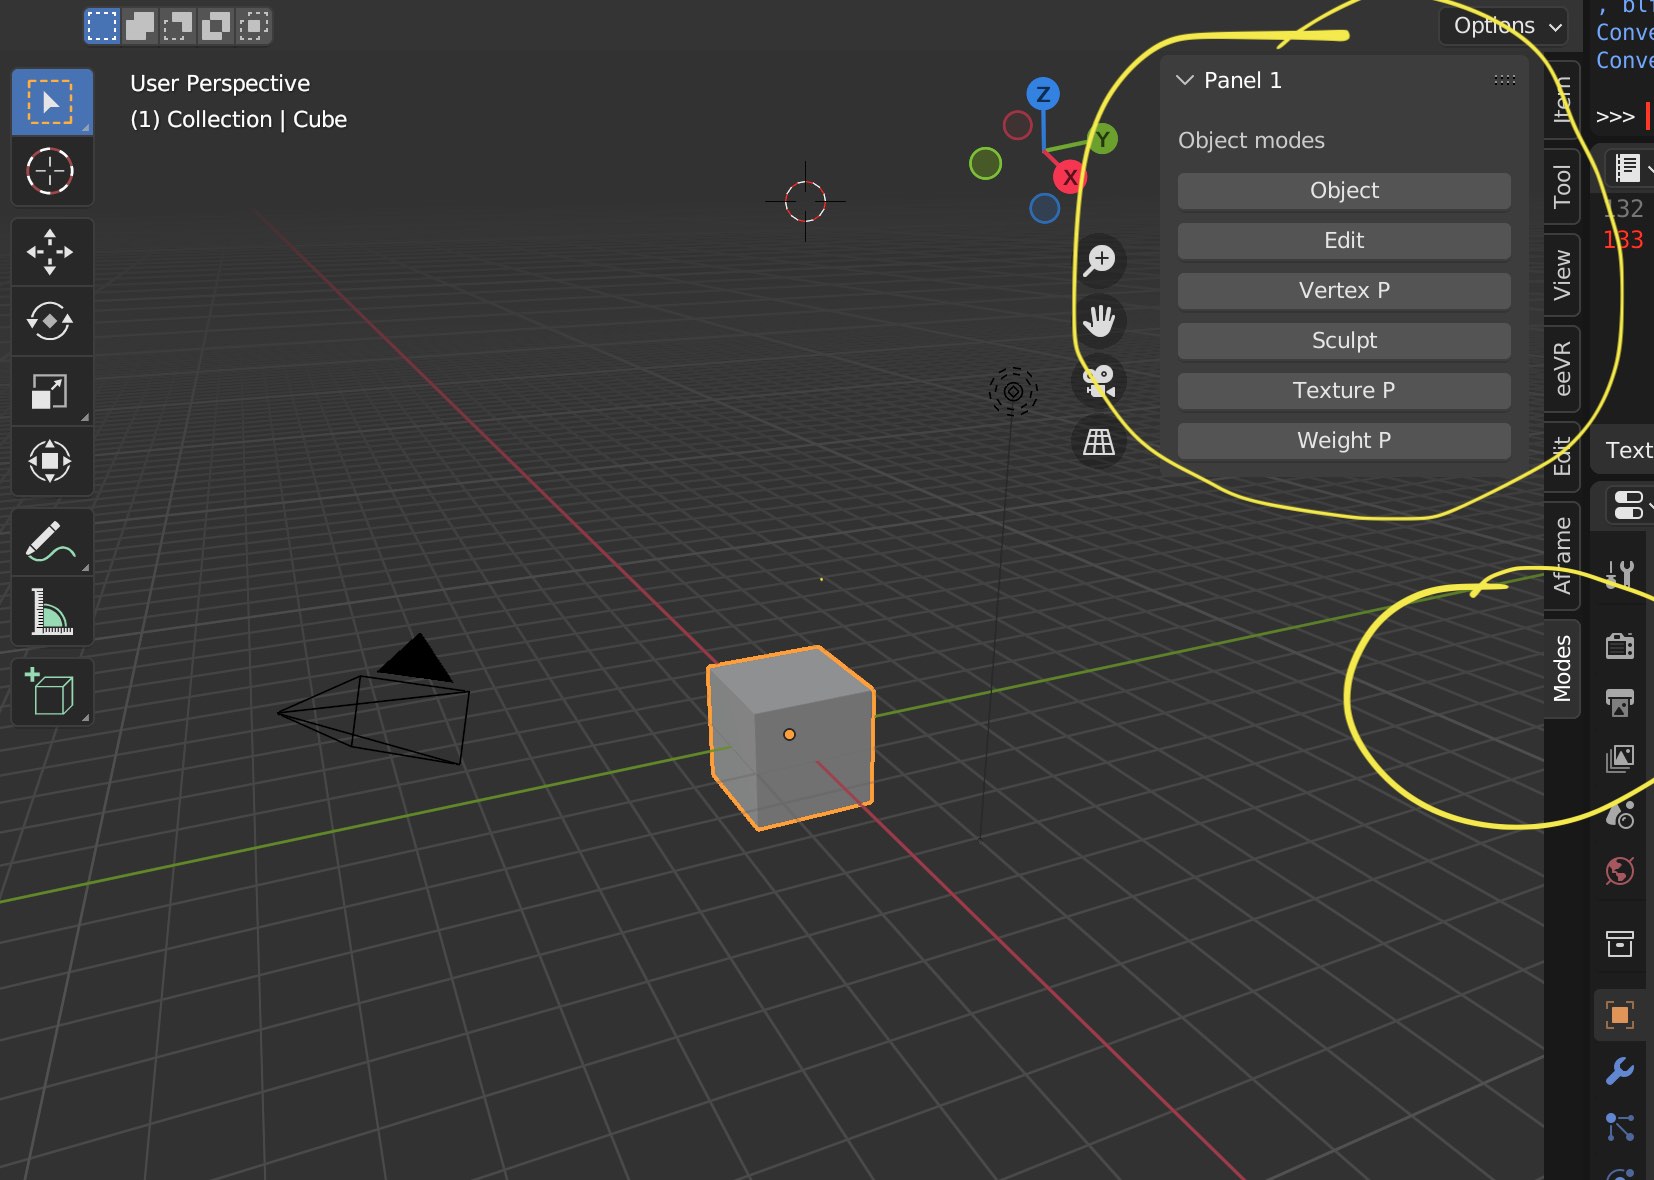 Options
, blf
Conve
Conve
>>>
User Perspective
(1) Collection | Cube
Z
Y
X
Panel 1
Object modes
Object
Edit
Vertex P
Sculpt
Texture P
Weight P
Item
Tool
View
eeVR
Edit
Aframe
Modes
132
133
Text